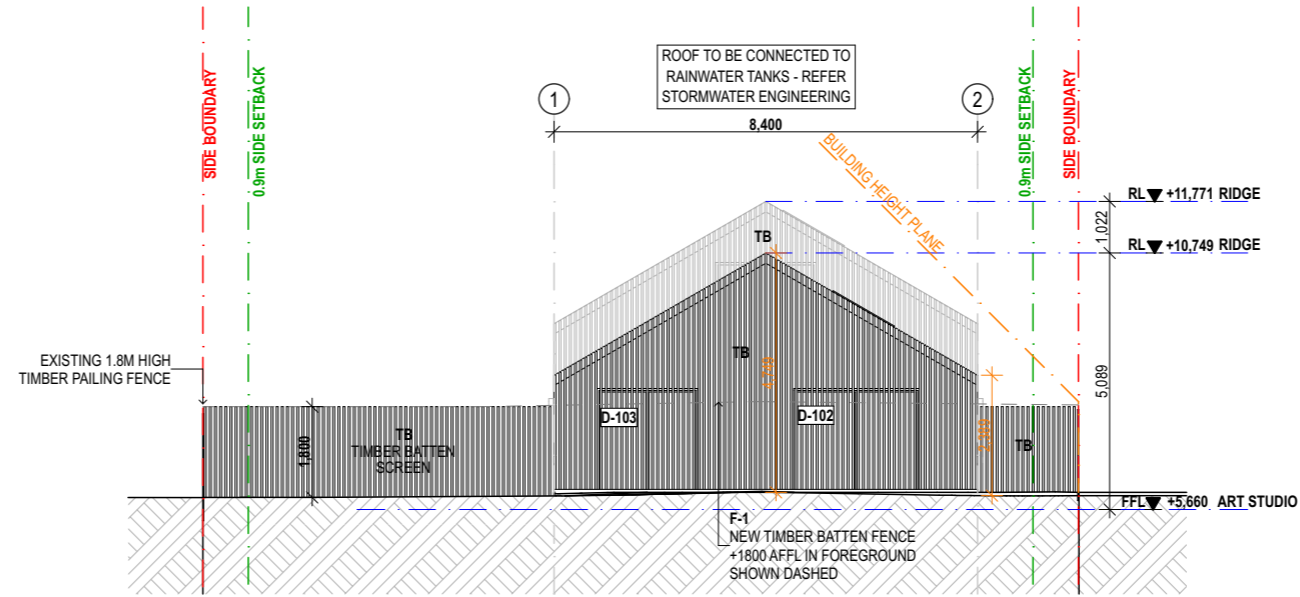 ROOF TO BE CONNECTED TO
RAINWATER TANKS - REFER
STORMWATER ENGINEERING
SIDE BOUNDARY
0.9m SIDE SETBACK
1
2
8,400
BUILDING HEIGHT PLANE
0.9m SIDE SETBACK
SIDE BOUNDARY
RL +11,771 RIDGE
1,022
RL +10,749 RIDGE
TB
TB
EXISTING 1.8M HIGH
TIMBER PAILING FENCE
5,089
D-103
D-102
1,800
TB
TIMBER BATTEN
SCREEN
TB
FFL +5,660 ART STUDIO
F-1
NEW TIMBER BATTEN FENCE
+1800 AFFL IN FOREGROUND
SHOWN DASHED